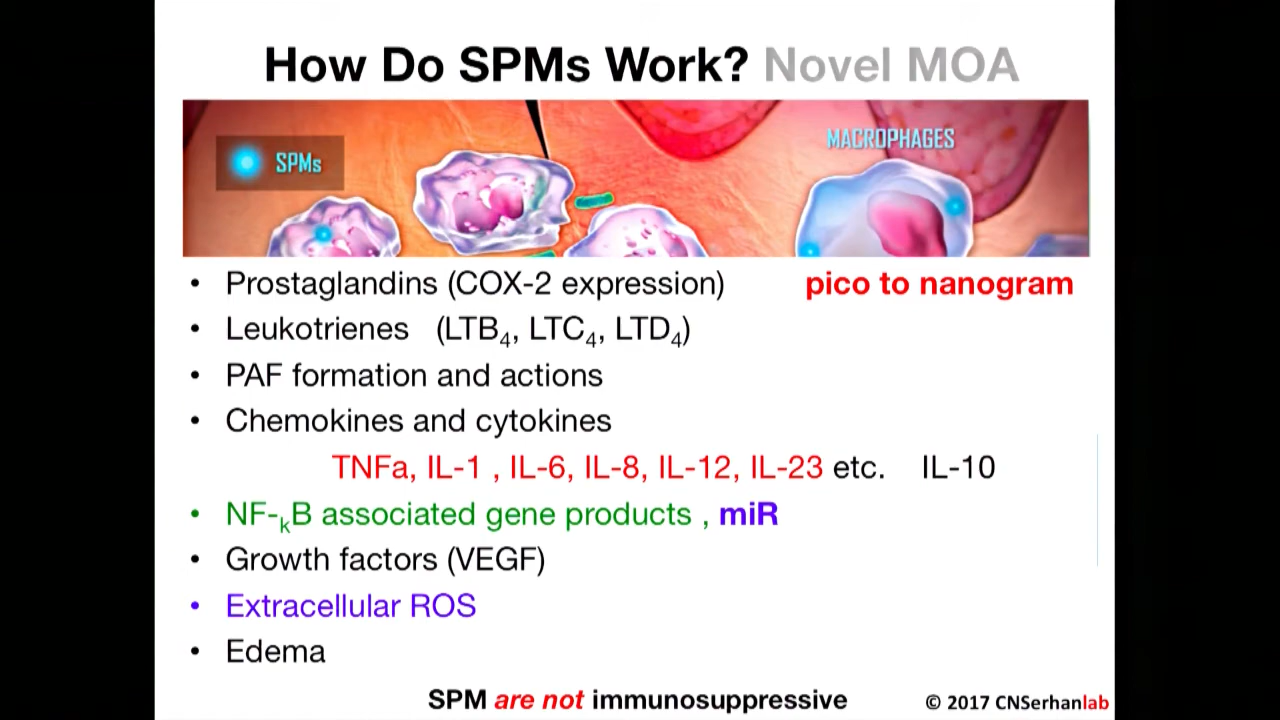 How Do SPMs Work? Novel MOA
SPMs
MACROPHAGES
• Prostaglandins (COX-2 expression) pico to nanogram
• Leukotrienes (LTB₄, LTC₄, LTD₄)
• PAF formation and actions
• Chemokines and cytokines
TNFa, IL-1 , IL-6, IL-8, IL-12, IL-23 etc. IL-10
• NF-ₖB associated gene products , miR
• Growth factors (VEGF)
• Extracellular ROS
• Edema
SPM are not immunosuppressive
© 2017 CNSerhanlab